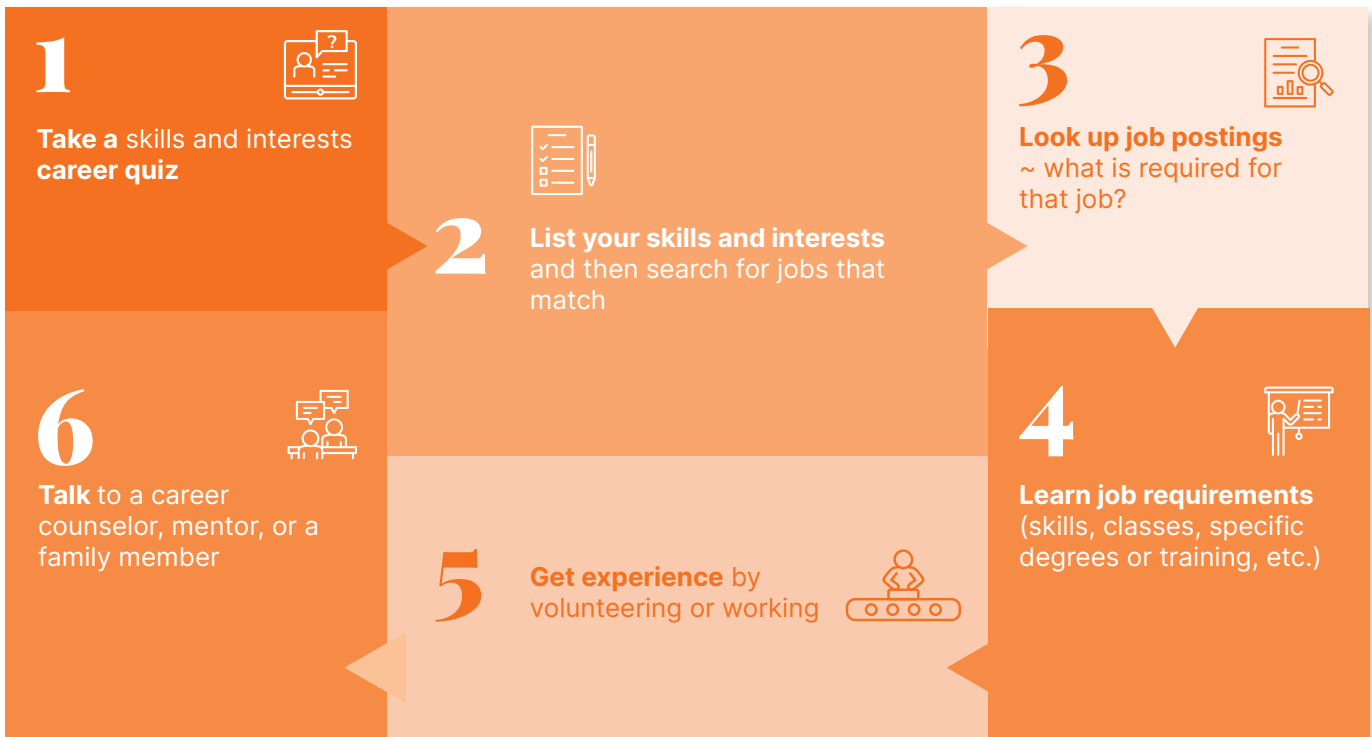 1
Take a skills and interests
career quiz
2
List your skills and interests
and then search for jobs that
match
3
Look up job postings
~ what is required for
that job?
4
Learn job requirements
(skills, classes, specific
degrees or training, etc.)
5
Get experience by
volunteering or working
6
Talk to a career
counselor, mentor, or a
family member